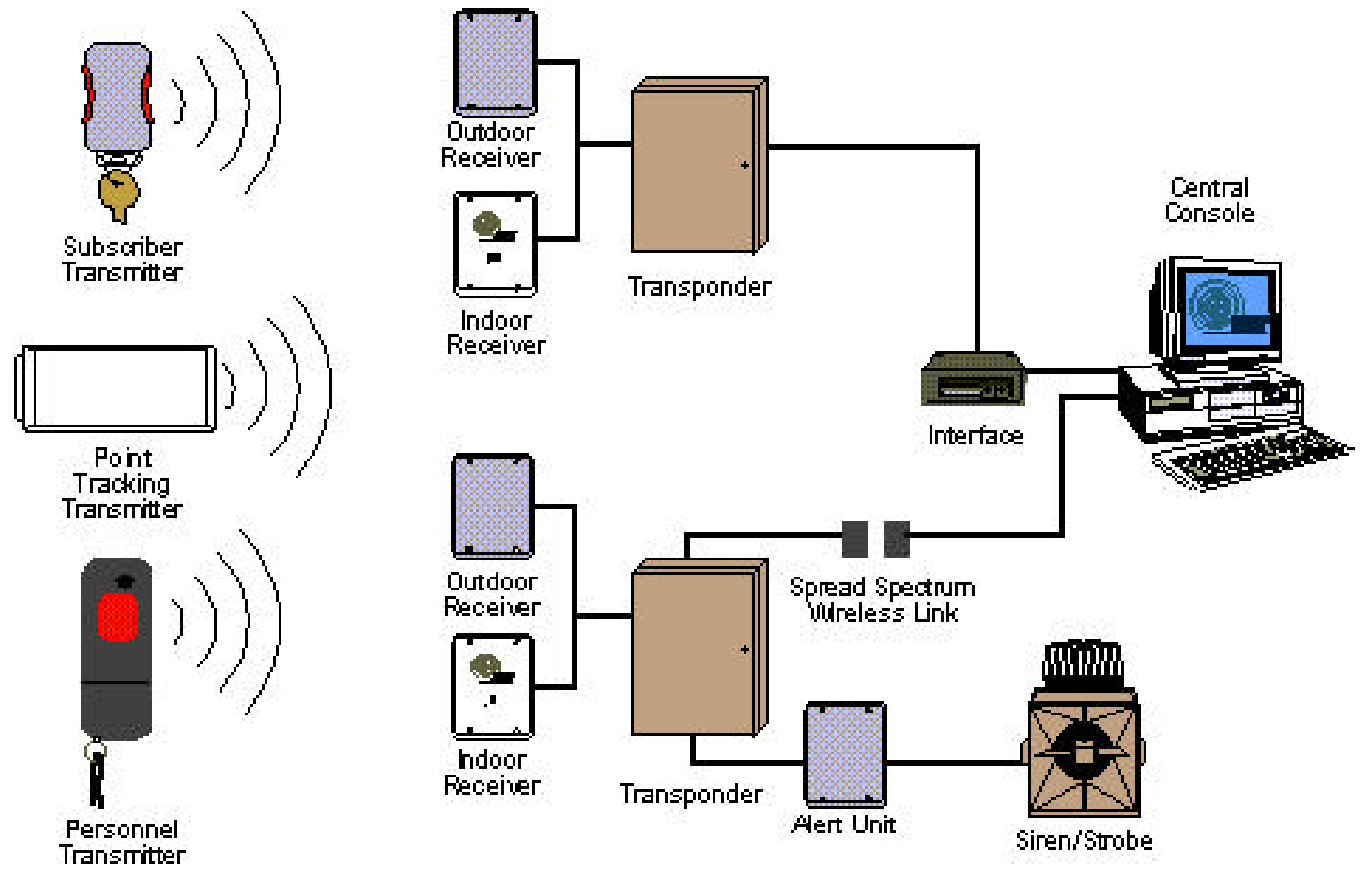 Subscriber
Transmitter
Point
Tracking
Transmitter
Personnel
Transmitter
Outdoor
Receiver
Indoor
Receiver
Transponder
Interface
Central
Console
Outdoor
Receiver
Indoor
Receiver
Transponder
Spread Spectrum
Wireless Link
Alert Unit
Siren/Strobe